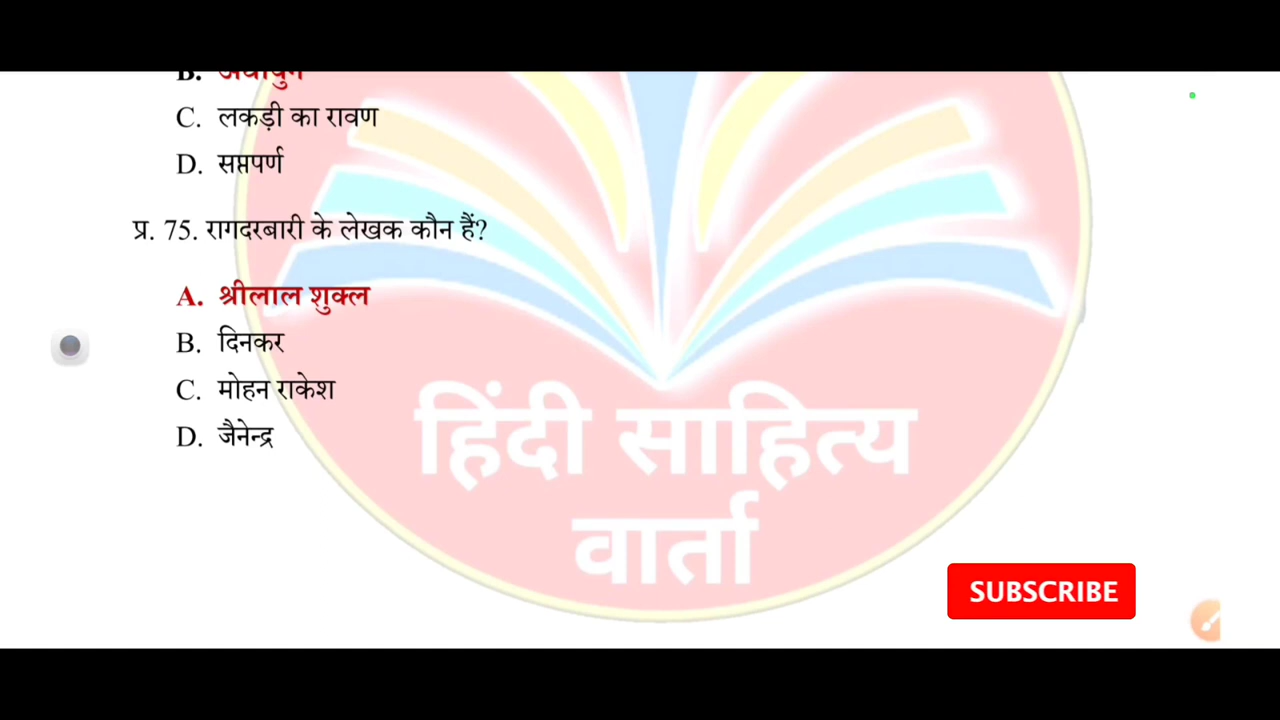 B.
C. लकड़ी का रावण
D. सप्तपर्ण
प्र. 75. रागदरबारी के लेखक कौन हैं?
A. श्रीलाल शुक्ल
B. दिनकर
C. मोहन राकेश
D. जैनेन्द्र
हिंदी साहित्य
वार्ता
SUBSCRIBE